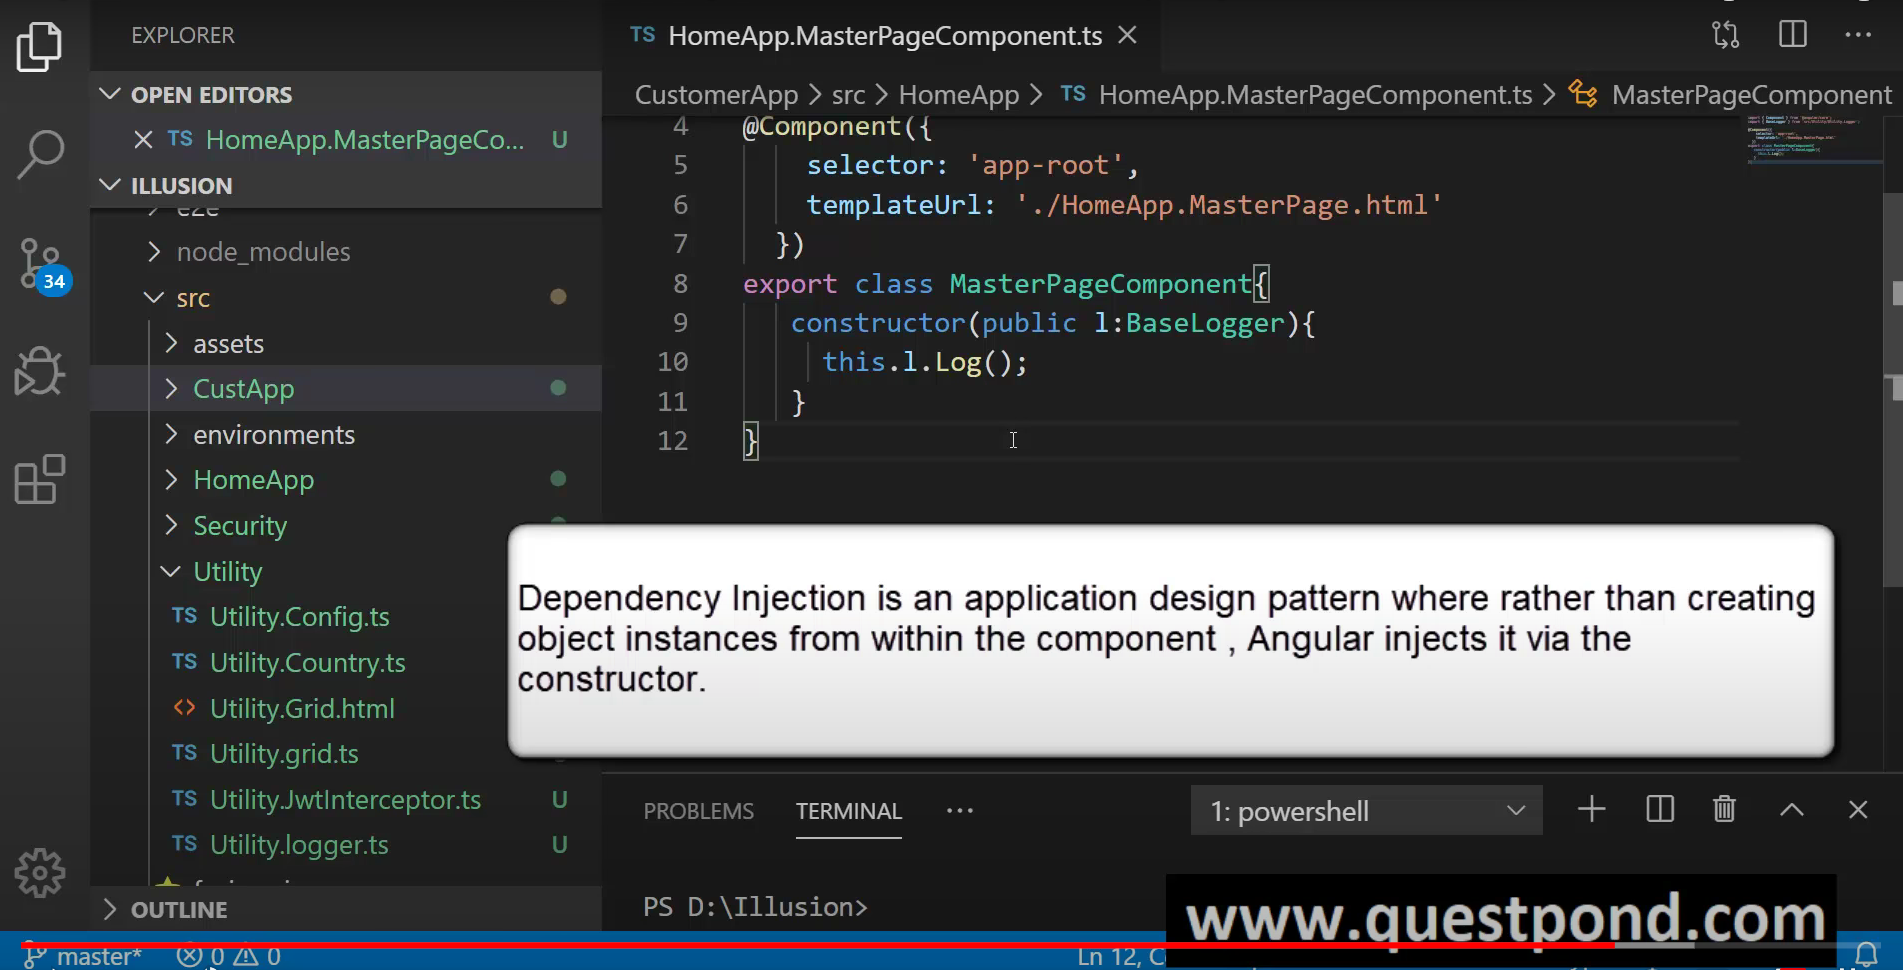 EXPLORER
OPEN EDITORS
TS HomeApp.MasterPageCo... U
ILLUSION
e2e
node_modules
src
assets
CustApp
environments
HomeApp
Security
Utility
TS Utility.Config.ts
TS Utility.Country.ts
<> Utility.Grid.html
TS Utility.grid.ts
TS Utility.JwtInterceptor.ts U
TS Utility.logger.ts U
OUTLINE
34
TS HomeApp.MasterPageComponent.ts
CustomerApp > src > HomeApp > TS HomeApp.MasterPageComponent.ts > MasterPageComponent
4 @Component({
5 selector: 'app-root',
6 templateUrl: './HomeApp.MasterPage.html'
7 })
8 export class MasterPageComponent{
9 constructor(public l:BaseLogger){
10 this.l.Log();
11 }
12 }
Dependency Injection is an application design pattern where rather than creating
object instances from within the component , Angular injects it via the
constructor.
PROBLEMS TERMINAL ... 1: powershell
PS D:\Illusion>
www.questpond.com
master* 0 0 Ln 12, C